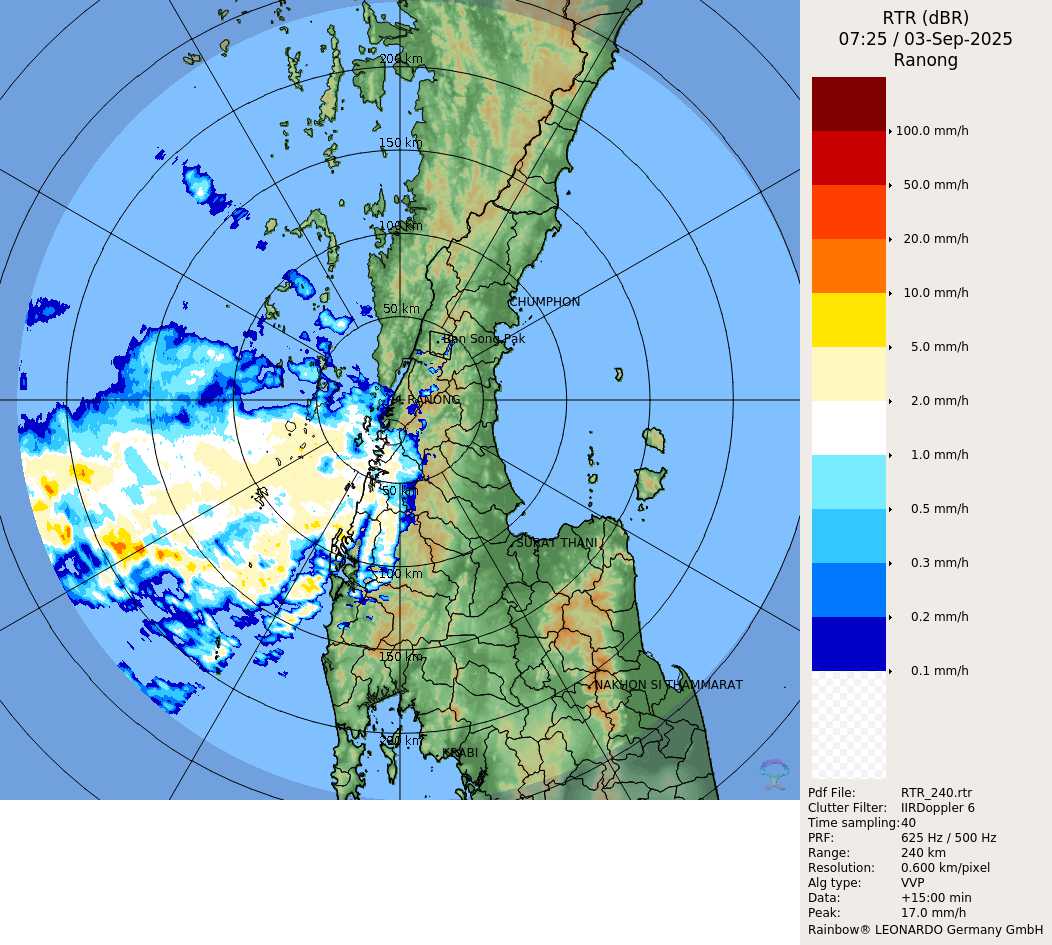 RTR (dBR)
07:25 / 03-Sep-2025
Ranong
200 km
150 km
100 km
50 km
CHUMPHON
Ban Song Pak
RANONG
50 km
SURAT THANI
100 km
150 km
NAKHON SI THAMMARAT
200 km
KRABI
100.0 mm/h
50.0 mm/h
20.0 mm/h
10.0 mm/h
5.0 mm/h
2.0 mm/h
1.0 mm/h
0.5 mm/h
0.3 mm/h
0.2 mm/h
0.1 mm/h
Pdf File: RTR_240.rtr
Clutter Filter: IIRDoppler 6
Time sampling:40
PRF: 625 Hz / 500 Hz
Range: 240 km
Resolution: 0.600 km/pixel
Alg type: VVP
Data: +15:00 min
Peak: 17.0 mm/h
Rainbow® LEONARDO Germany GmbH